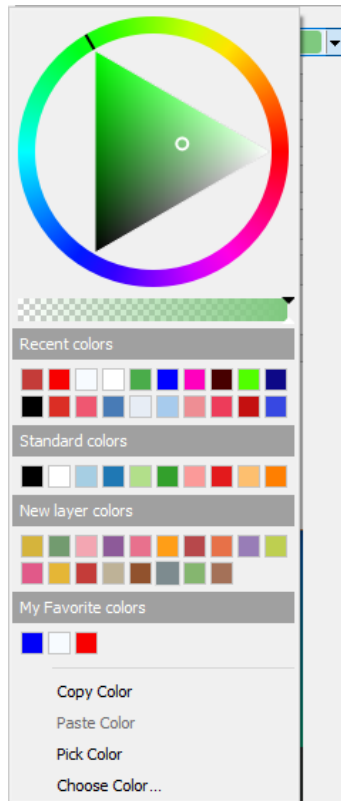 Recent colors
Standard colors
New layer colors
My Favorite colors
Copy Color
Paste Color
Pick Color
Choose Color...